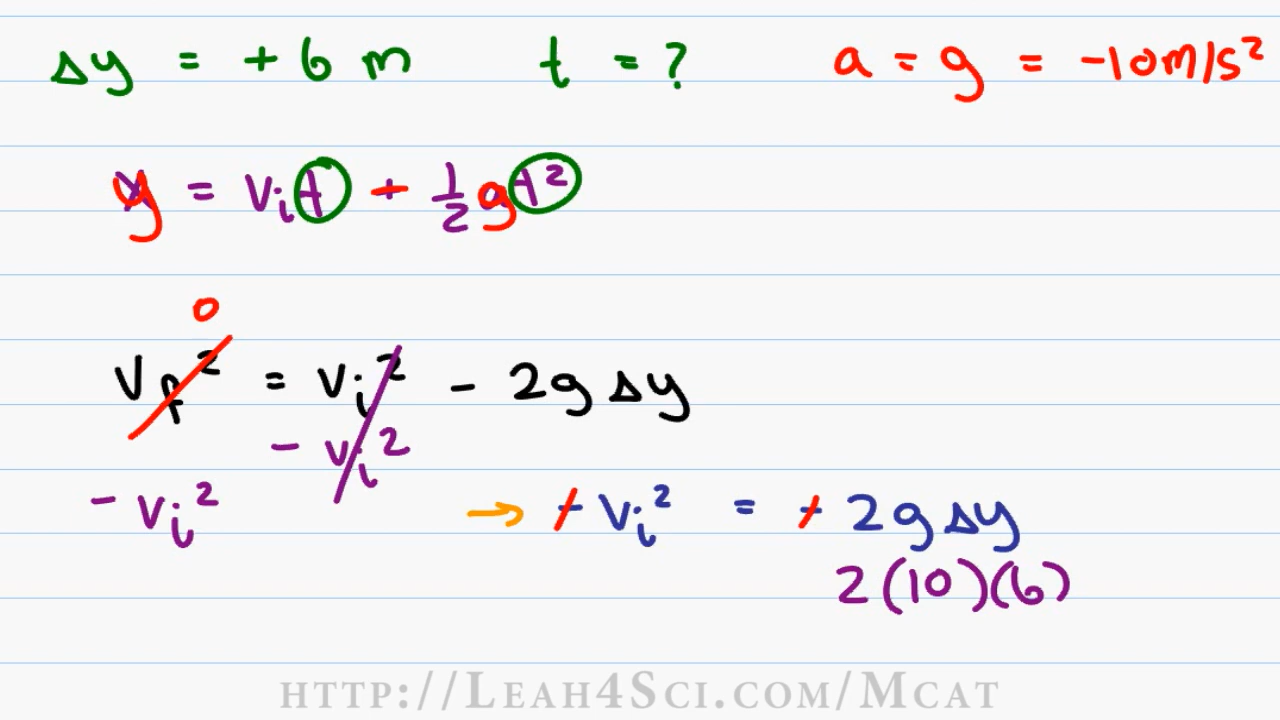 Δy = +6 m t = ? a = g = -10m/s²
y = vᵢt + ½gt²
0
v_f² = vᵢ² - 2gΔy
- vᵢ²
- vᵢ² → - vᵢ² = - 2gΔy
2(10)(6)
HTTP://LEAH4SCI.COM/MCAT